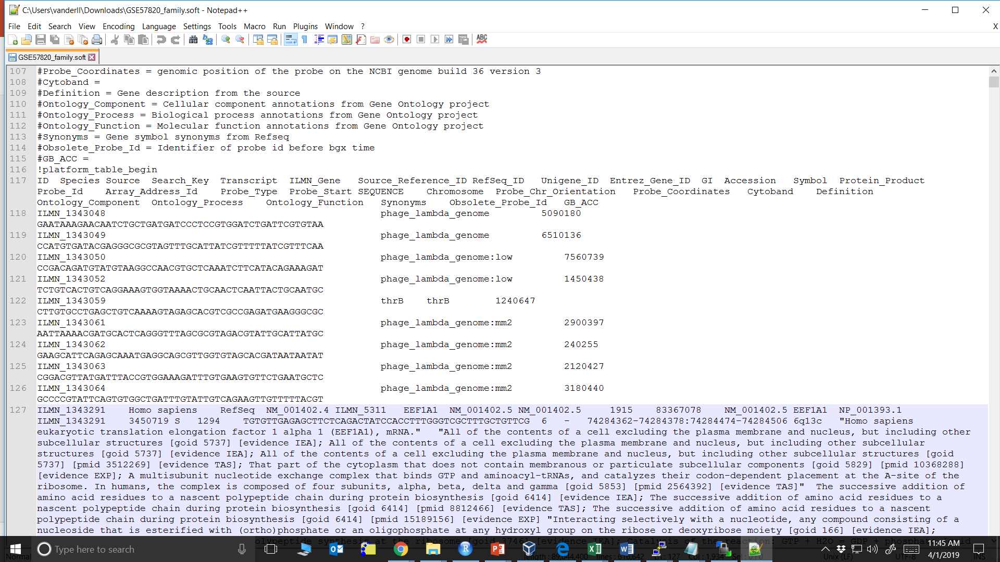 C:\Users\vanderll\Downloads\GSE57820_family.soft - Notepad++
File Edit Search View Encoding Language Settings Tools Macro Run Plugins Window ? X
ABC
GSE57820_family.soft
107 #Probe_Coordinates = genomic position of the probe on the NCBI genome build 36 version 3
108 #Cytoband =
109 #Definition = Gene description from the source
110 #Ontology_Component = Cellular component annotations from Gene Ontology project
111 #Ontology_Process = Biological process annotations from Gene Ontology project
112 #Ontology_Function = Molecular function annotations from Gene Ontology project
113 #Synonyms = Gene symbol synonyms from Refseq
114 #Obsolete_Probe_Id = Identifier of probe id before bgx time
115 #GB_ACC =
116 !platform_table_begin
117 ID Species Source Search_Key Transcript ILMN_Gene Source_Reference_ID RefSeq_ID Unigene_ID Entrez_Gene_ID GI Accession Symbol Protein_Product
Probe_Id Array_Address_Id Probe_Type Probe_Start SEQUENCE Chromosome Probe_Chr_Orientation Probe_Coordinates Cytoband Definition
Ontology_Component Ontology_Process Ontology_Function Synonyms Obsolete_Probe_Id GB_ACC
118 ILMN_1343048 phage_lambda_genome 5090180
GAATAAAGAACAATCTGCTGATGATCCCTCCGTGGATCTGATTCGTGTAA
119 ILMN_1343049 phage_lambda_genome 6510136
CCATGTGATACGAGGGCGCGTAGTTTGCATTATCGTTTTTATCGTTTCAA
120 ILMN_1343050 phage_lambda_genome:low 7560739
CCGACAGATGTATGTAAGGCCAACGTGCTCAAATCTTCATACAGAAAGAT
121 ILMN_1343052 phage_lambda_genome:low 1450438
TCTGTCACTGTCAGGAAAGTGGTAAAACTGCAACTCAATTACTGCAATGC
122 ILMN_1343059 thrB thrB 1240647
CTTGTGCCTGAGCTGTCAAAAGTAGAGCACGTCGCCGAGATGAAGGGCGC
123 ILMN_1343061 phage_lambda_genome:mm2 2900397
AATTAAAACGATGCACTCAGGGTTTAGCGCGTAGACGTATTGCATTATGC
124 ILMN_1343062 phage_lambda_genome:mm2 240255
GAAGCATTCAGAGCAAATGAGGCAGCGTTGGTGTAGCACGATAATAATAT
125 ILMN_1343063 phage_lambda_genome:mm2 2120427
CGGACGTTATGATTTACCGTGGAAAGATTTGTGAAGTGTTCTGAATGCTC
126 ILMN_1343064 phage_lambda_genome:mm2 3180440
GCCCCGTATTCAGTGTGGCTGATTTGTATTGTCAGAAGTTGTTTTTACGT
127 ILMN_1343291 Homo sapiens RefSeq NM_001402.4 ILMN_5311 EEF1A1 NM_001402.5 NM_001402.5 1915 83367078 NM_001402.5 EEF1A1 NP_001393.1
ILMN_1343291 3450719 S 1294 TGTGTTGAGAGCTTCTCAGACTATCCACCTTTGGGTCGCTTTGCTGTTCG 6 - 74284362-74284378:74284474-74284506 6q13c "Homo sapiens
eukaryotic translation elongation factor 1 alpha 1 (EEF1A1), mRNA." "All of the contents of a cell excluding the plasma membrane and nucleus, but including other
subcellular structures [goid 5737] [evidence IEA]; All of the contents of a cell excluding the plasma membrane and nucleus, but including other subcellular
structures [goid 5737] [evidence IEA]; All of the contents of a cell excluding the plasma membrane and nucleus, but including other subcellular structures [goid
5737] [pmid 3512269] [evidence TAS]; That part of the cytoplasm that does not contain membranous or particulate subcellular components [goid 5829] [pmid 10368288]
[evidence EXP]; A multisubunit nucleotide exchange complex that binds GTP and aminoacyl-tRNAs, and catalyzes their codon-dependent placement at the A-site of the
ribosome. In humans, the complex is composed of four subunits, alpha, beta, delta and gamma [goid 5853] [pmid 2564392] [evidence TAS]" The successive addition of
amino acid residues to a nascent polypeptide chain during protein biosynthesis [goid 6414] [evidence IEA]; The successive addition of amino acid residues to a
nascent polypeptide chain during protein biosynthesis [goid 6414] [pmid 8812466] [evidence TAS]; The successive addition of amino acid residues to a nascent
polypeptide chain during protein biosynthesis [goid 6414] [pmid 15189156] [evidence EXP] "Interacting selectively with a nucleotide, any compound consisting of a
nucleoside that is esterified with (ortho)phosphate or an oligophosphate at any hydroxyl group on the ribose or deoxyribose moiety [goid 166] [evidence IEA];
synthesis at the ribosome [goid 3746] [evidence IEA]; Catalysis of the reaction: GTP + H2O = GDP + phosphate
Type here to search
11:45 AM
4/1/2019
Normal length : 89,044,400 lines : 616,642 Ln : 127 Col : 1,934 Sel : 0 | 0 Unix (LF) UTF-8 INS